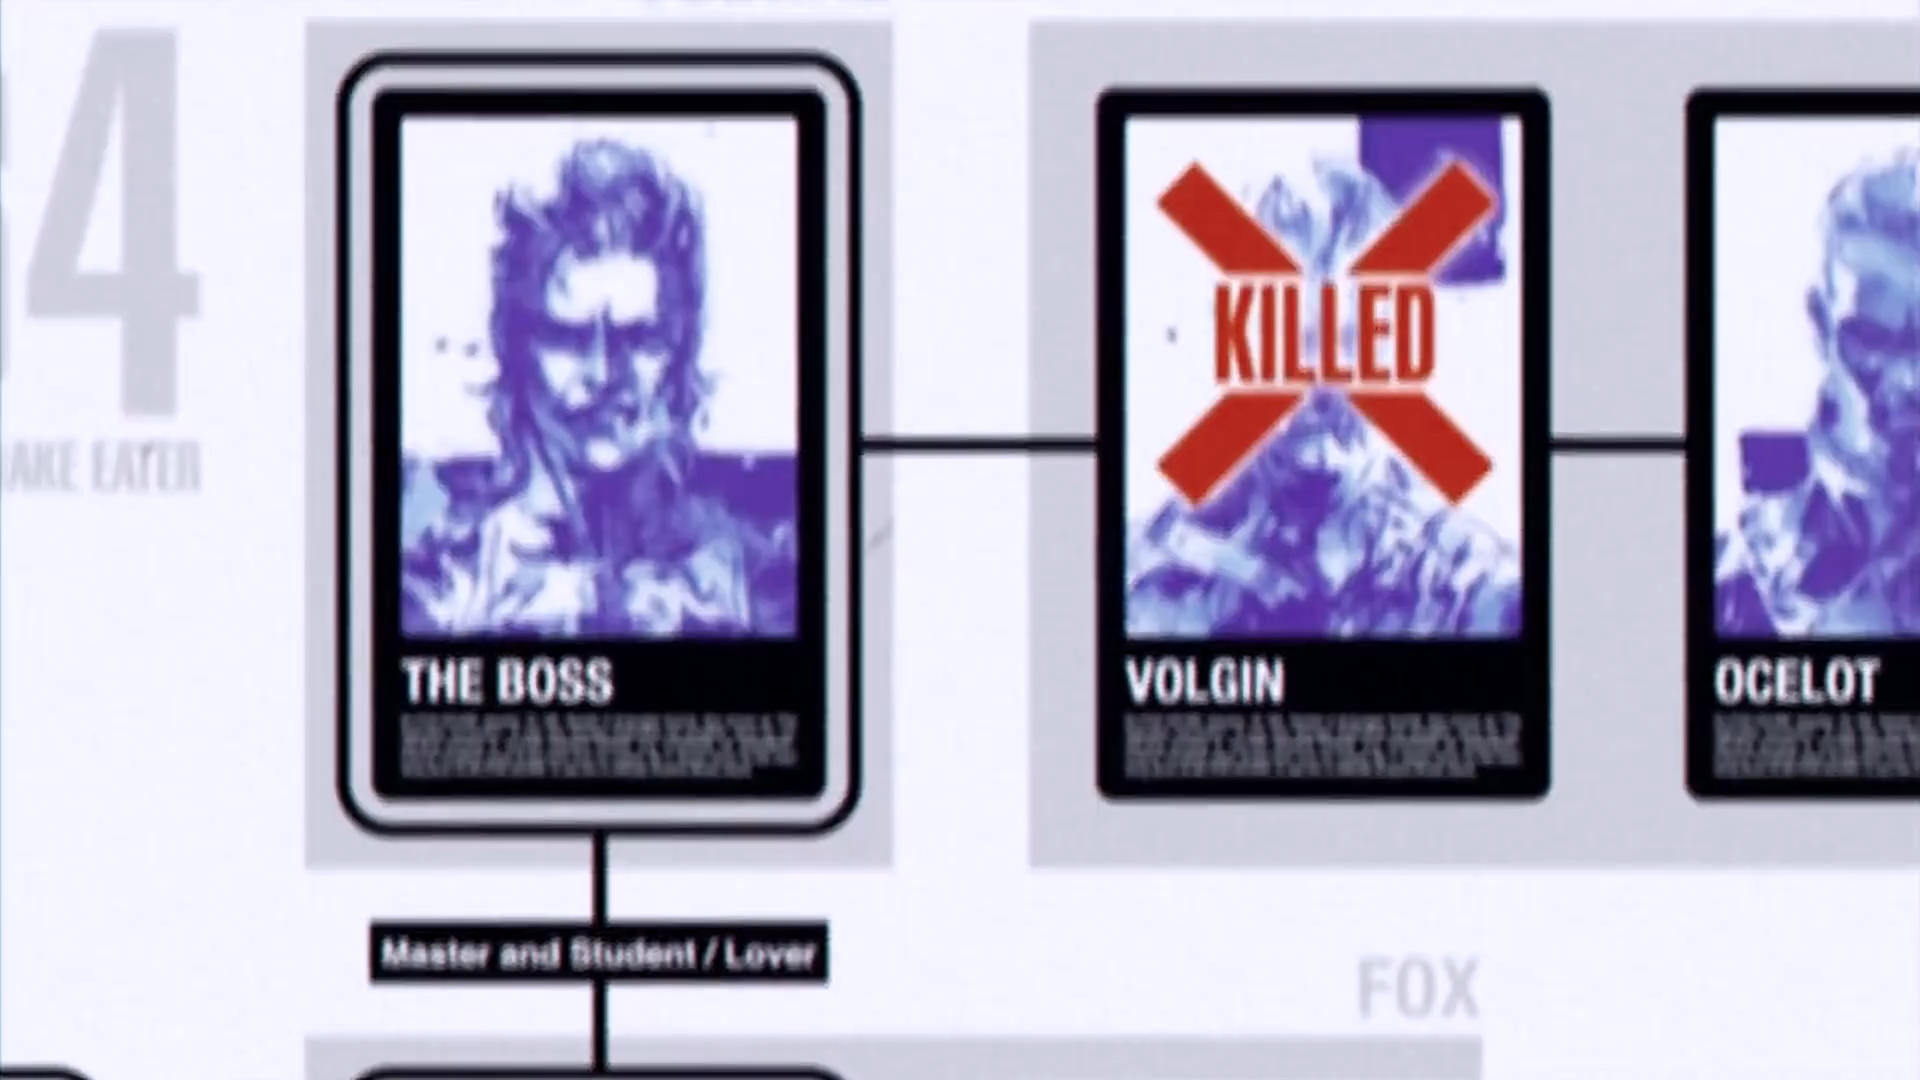 4
AKE EATER
KILLED
THE BOSS
VOLGIN
OCELOT
Master and Student / Lover
FOX